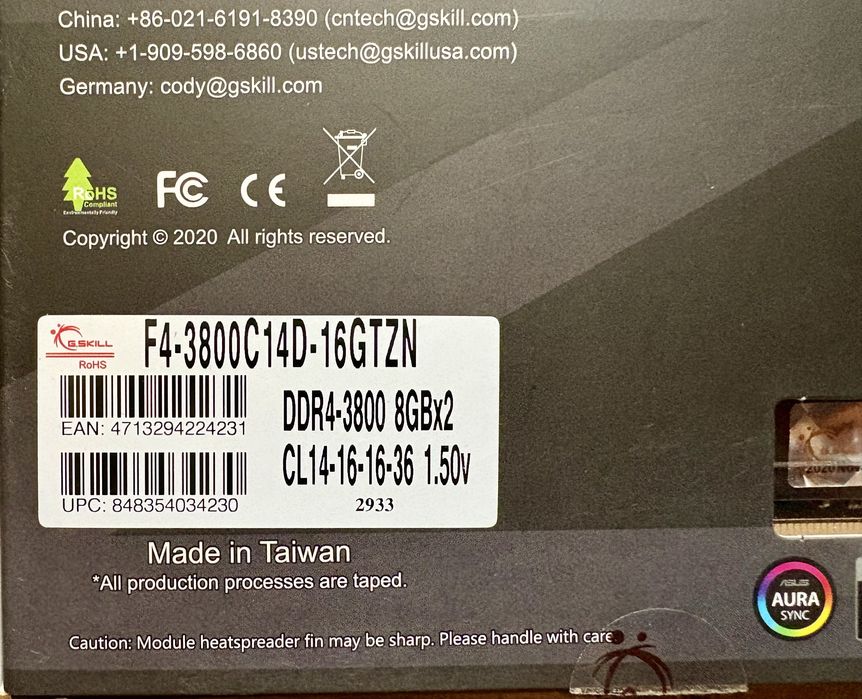 China: +86-021-6191-8390 (cntech@gskill.com)
USA: +1-909-598-6860 (ustech@gskillusa.com)
Germany: cody@gskill.com
RoHS
Compliant
Environmentally Friendly
FC CE
Copyright © 2020 All rights reserved.
G.SKILL
RoHS
F4-3800C14D-16GTZN
DDR4-3800 8GBx2
EAN: 4713294224231
CL14-16-16-36 1.50v
UPC: 848354034230
2933
Made in Taiwan
*All production processes are taped.
ASUS
AURA
SYNC
Caution: Module heatspreader fin may be sharp. Please handle with care